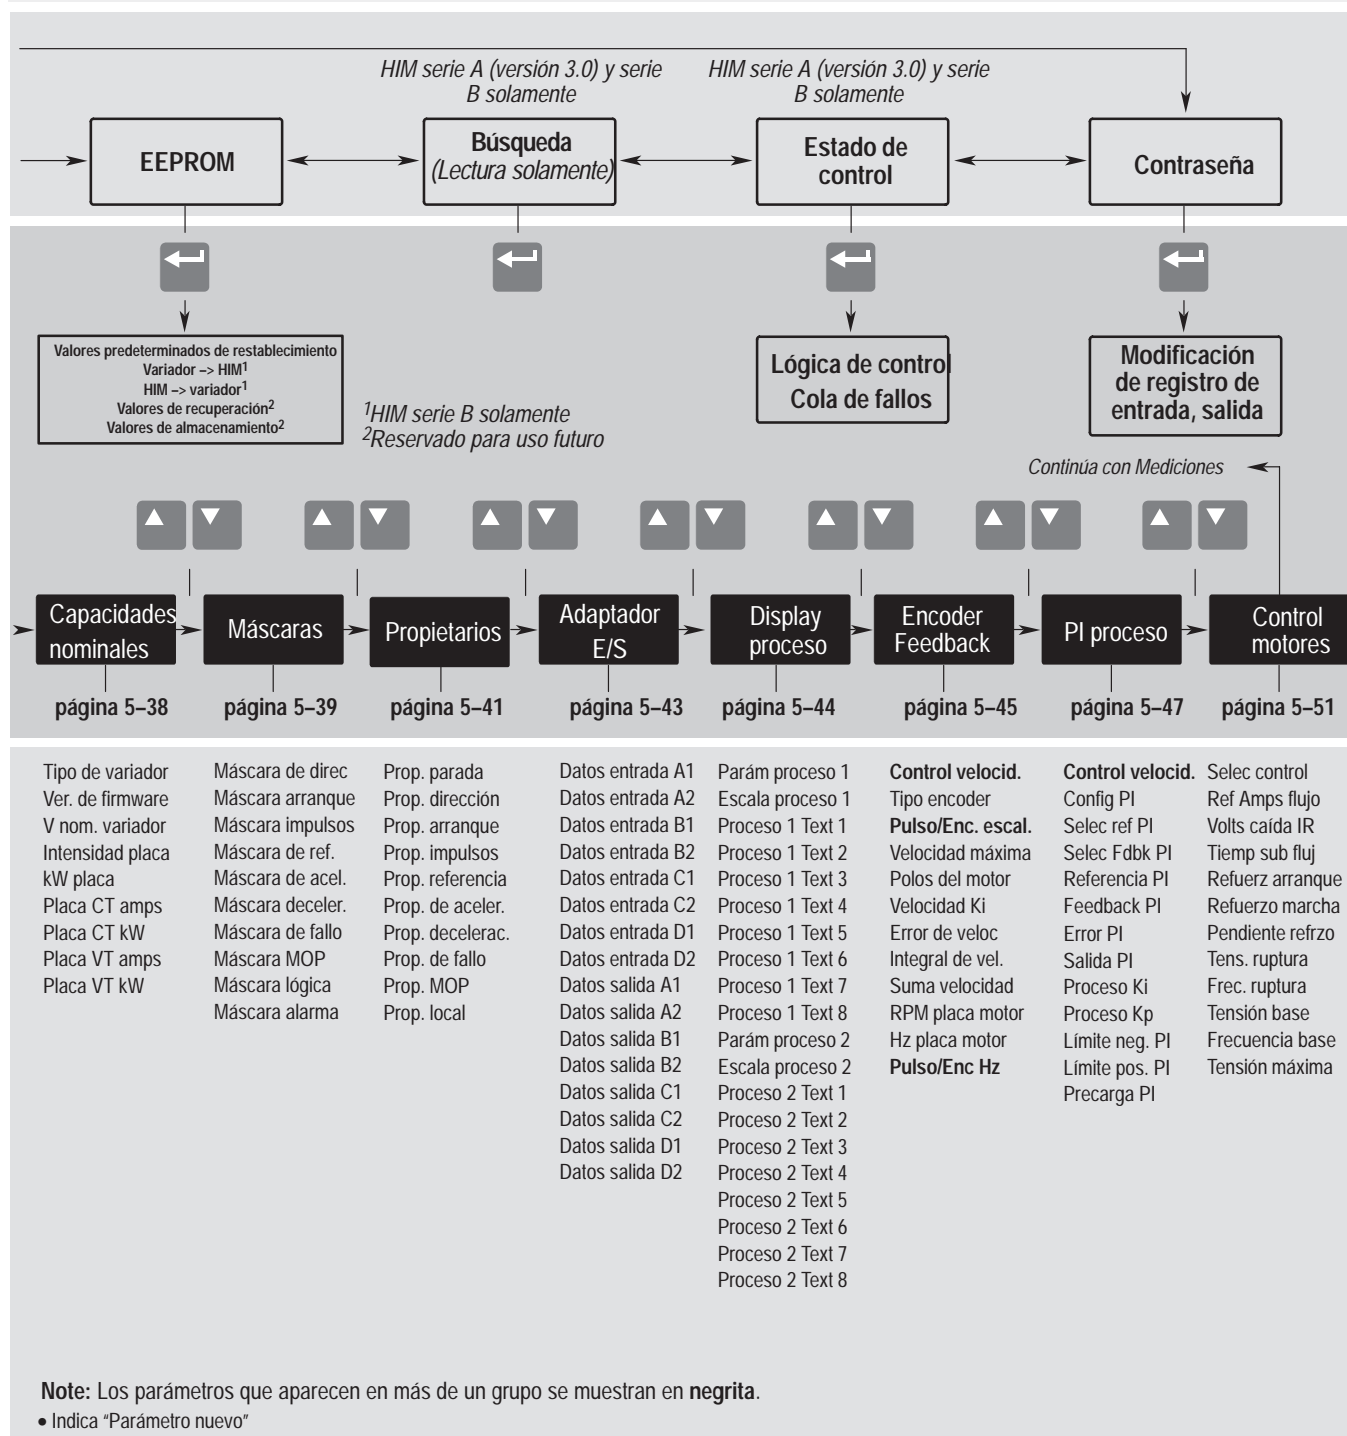 HIM serie A (versión 3.0) y serie
B solamente
HIM serie A (versión 3.0) y serie
B solamente
EEPROM
Búsqueda
(Lectura solamente)
Estado de
control
Contraseña
Valores predeterminados de restablecimiento
Variador –> HIM1
HIM –> variador1
Valores de recuperación2
Valores de almacenamiento2
1HIM serie B solamente
2Reservado para uso futuro
Lógica de control
Cola de fallos
Modificación
de registro de
entrada, salida
Continúa con Mediciones
Capacidades
nominales
Máscaras
Propietarios
Adaptador
E/S
Display
proceso
Encoder
Feedback
PI proceso
Control
motores
página 5–38
página 5–39
página 5–41
página 5–43
página 5–44
página 5–45
página 5–47
página 5–51
Tipo de variador
Ver. de firmware
V nom. variador
Intensidad placa
kW placa
Placa CT amps
Placa CT kW
Placa VT amps
Placa VT kW
Máscara de direc
Máscara arranque
Máscara impulsos
Máscara de ref.
Máscara de acel.
Máscara deceler.
Máscara de fallo
Máscara MOP
Máscara lógica
Máscara alarma
Prop. parada
Prop. dirección
Prop. arranque
Prop. impulsos
Prop. referencia
Prop. de aceler.
Prop. decelerac.
Prop. de fallo
Prop. MOP
Prop. local
Datos entrada A1
Datos entrada A2
Datos entrada B1
Datos entrada B2
Datos entrada C1
Datos entrada C2
Datos entrada D1
Datos entrada D2
Datos salida A1
Datos salida A2
Datos salida B1
Datos salida B2
Datos salida C1
Datos salida C2
Datos salida D1
Datos salida D2
Parám proceso 1
Escala proceso 1
Proceso 1 Text 1
Proceso 1 Text 2
Proceso 1 Text 3
Proceso 1 Text 4
Proceso 1 Text 5
Proceso 1 Text 6
Proceso 1 Text 7
Proceso 1 Text 8
Parám proceso 2
Escala proceso 2
Proceso 2 Text 1
Proceso 2 Text 2
Proceso 2 Text 3
Proceso 2 Text 4
Proceso 2 Text 5
Proceso 2 Text 6
Proceso 2 Text 7
Proceso 2 Text 8
Control velocid.
Tipo encoder
Pulso/Enc. escal.
Velocidad máxima
Polos del motor
Velocidad Ki
Error de veloc
Integral de vel.
Suma velocidad
RPM placa motor
Hz placa motor
Pulso/Enc Hz
Control velocid.
Config PI
Selec ref PI
Selec Fdbk PI
Referencia PI
Feedback PI
Error PI
Salida PI
Proceso Ki
Proceso Kp
Límite neg. PI
Límite pos. PI
Precarga PI
Selec control
Ref Amps flujo
Volts caída IR
Tiemp sub fluj
Refuerz arranque
Refuerzo marcha
Pendiente refrzo
Tens. ruptura
Frec. ruptura
Tensión base
Frecuencia base
Tensión máxima
Note: Los parámetros que aparecen en más de un grupo se muestran en negrita.
• Indica “Parámetro nuevo”